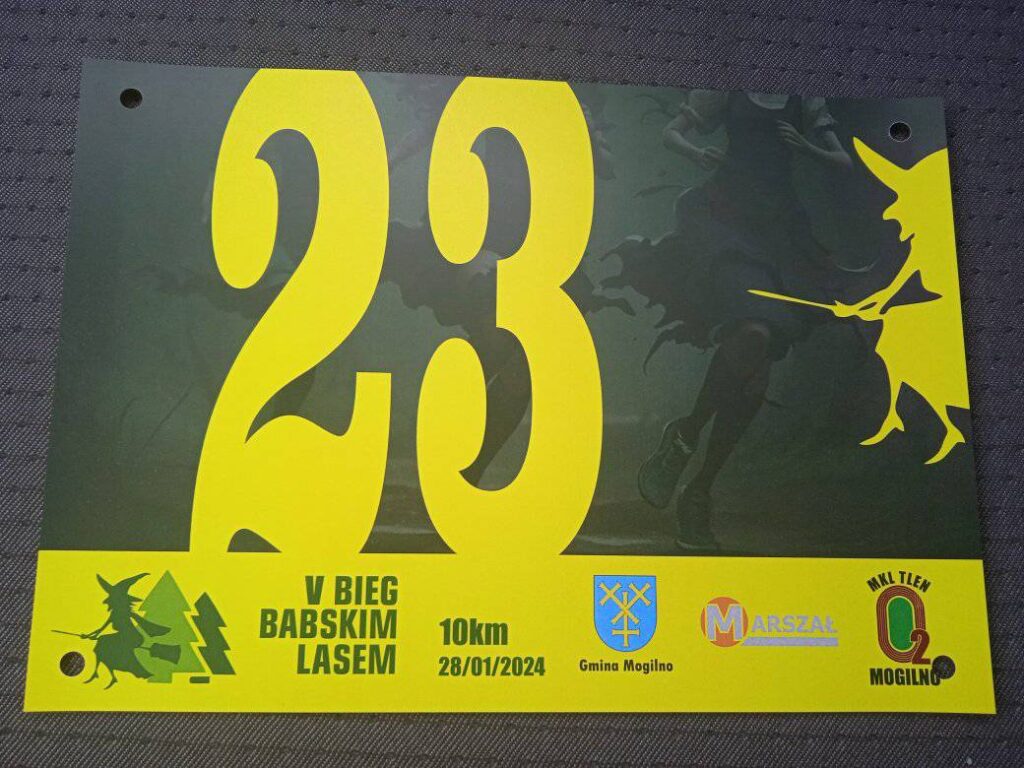 23
V BIEG
BABSKIM
LASEM
10km
28/01/2024
Gmina Mogilno
MARSZAŁ
MKL TLEN
O2
MOGILNO